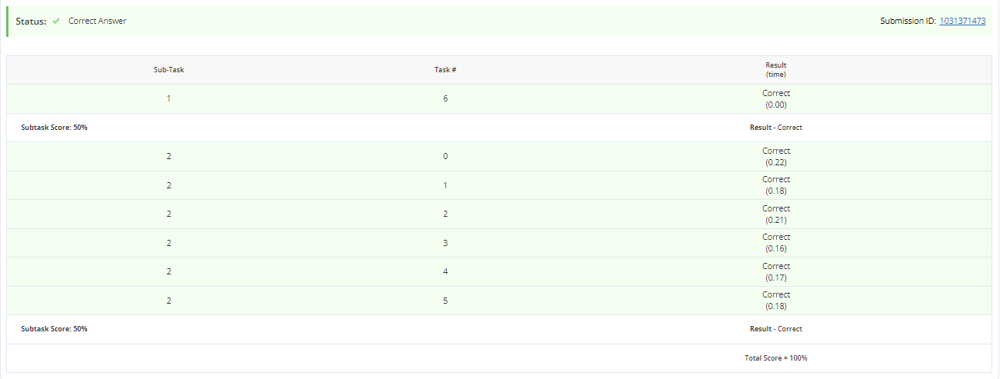 Status: Correct Answer Submission ID: 1031371473
Sub-Task Task # Result
(time)
1 6 Correct
(0.00)
Subtask Score: 50% Result - Correct
2 0 Correct
(0.22)
2 1 Correct
(0.18)
2 2 Correct
(0.21)
2 3 Correct
(0.16)
2 4 Correct
(0.17)
2 5 Correct
(0.18)
Subtask Score: 50% Result - Correct
Total Score = 100%